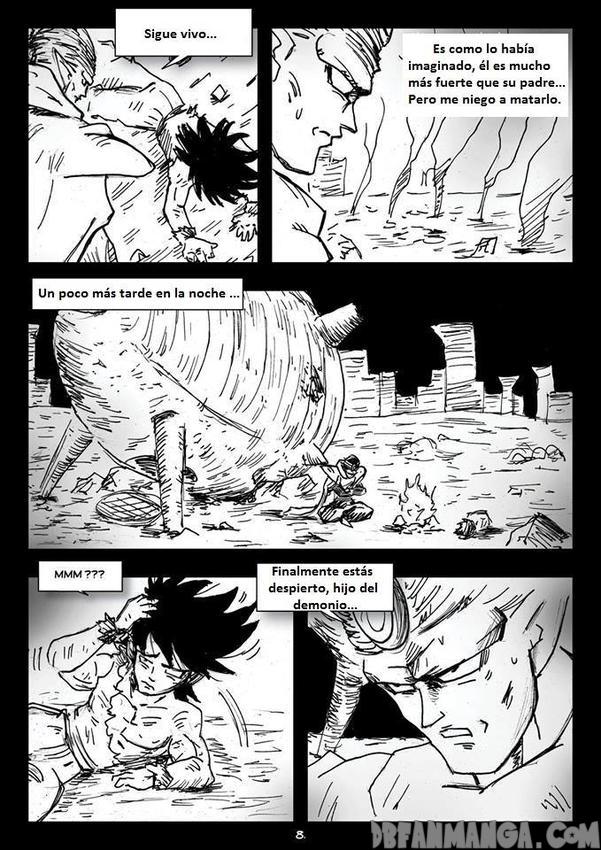 Sigue vivo...
Es como lo había
imaginado, él es mucho
más fuerte que su padre...
Pero me niego a matarlo.
Un poco más tarde en la noche ...
MMM ???
Finalmente estás
despierto, hijo del
demonio...
8.
DBFANMANGA.COM